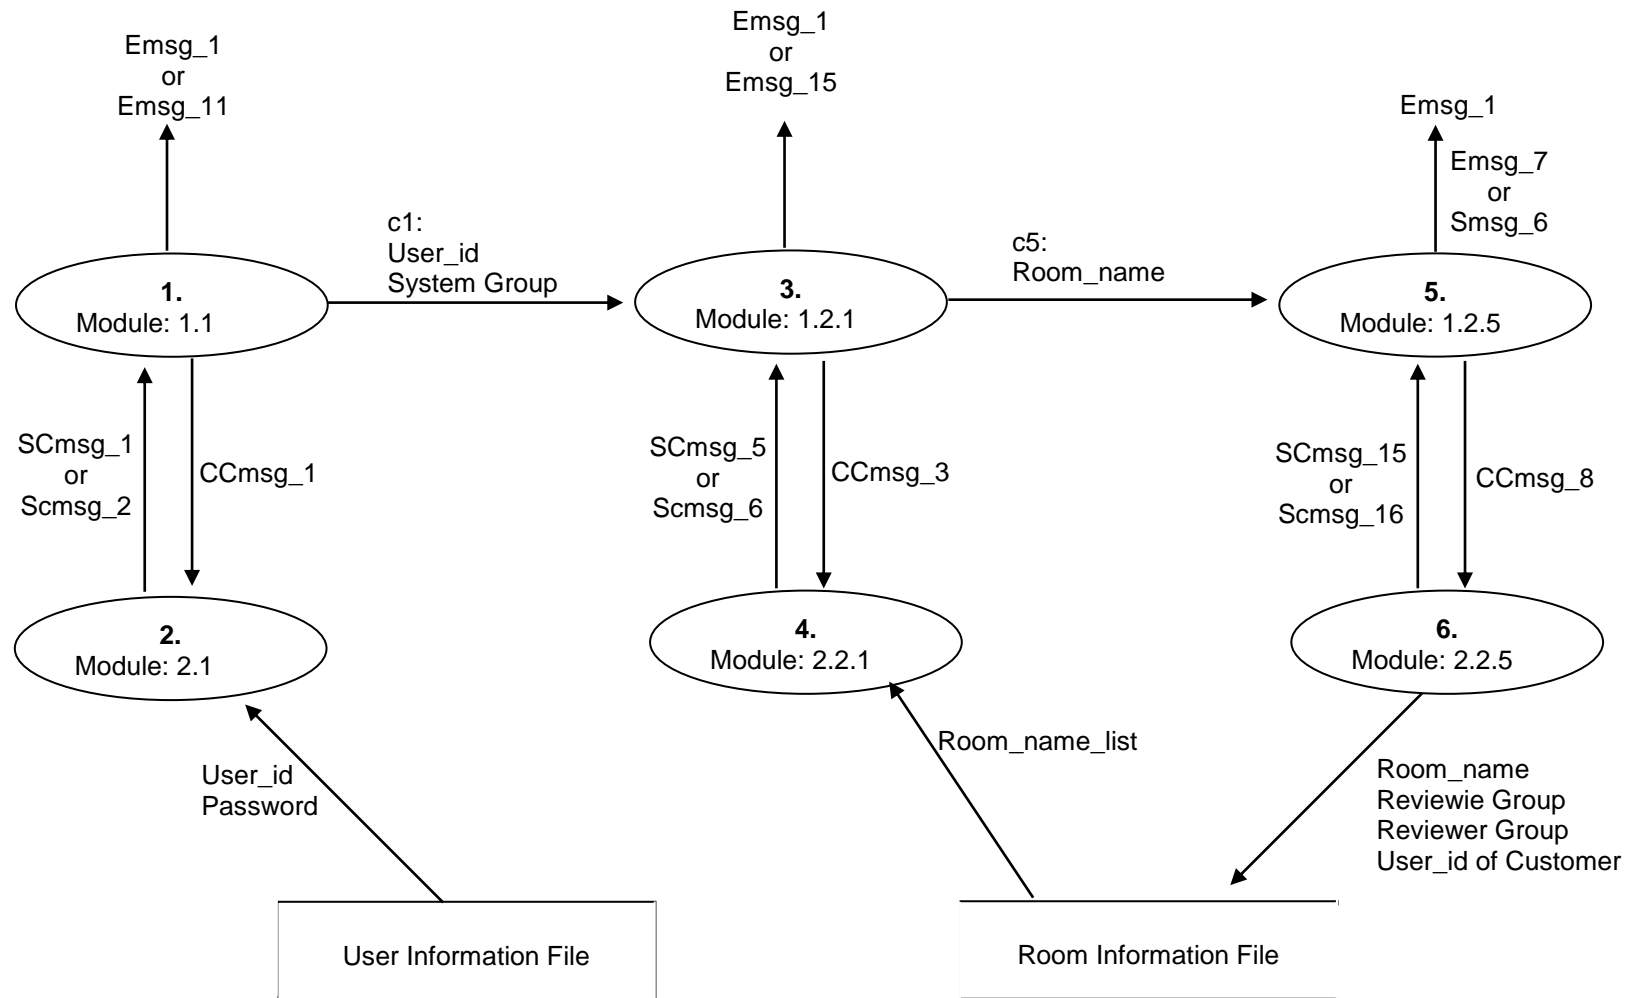 Emsg_1
or
Emsg_11
Emsg_1
or
Emsg_15
Emsg_1
Emsg_7
or
Smsg_6
c1:
User_id
System Group
c5:
Room_name
1.
Module: 1.1
3.
Module: 1.2.1
5.
Module: 1.2.5
SCmsg_1
or
Scmsg_2
CCmsg_1
SCmsg_5
or
Scmsg_6
CCmsg_3
SCmsg_15
or
Scmsg_16
CCmsg_8
2.
Module: 2.1
4.
Module: 2.2.1
6.
Module: 2.2.5
User_id
Password
Room_name_list
Room_name
Reviewie Group
Reviewer Group
User_id of Customer
User Information File
Room Information File